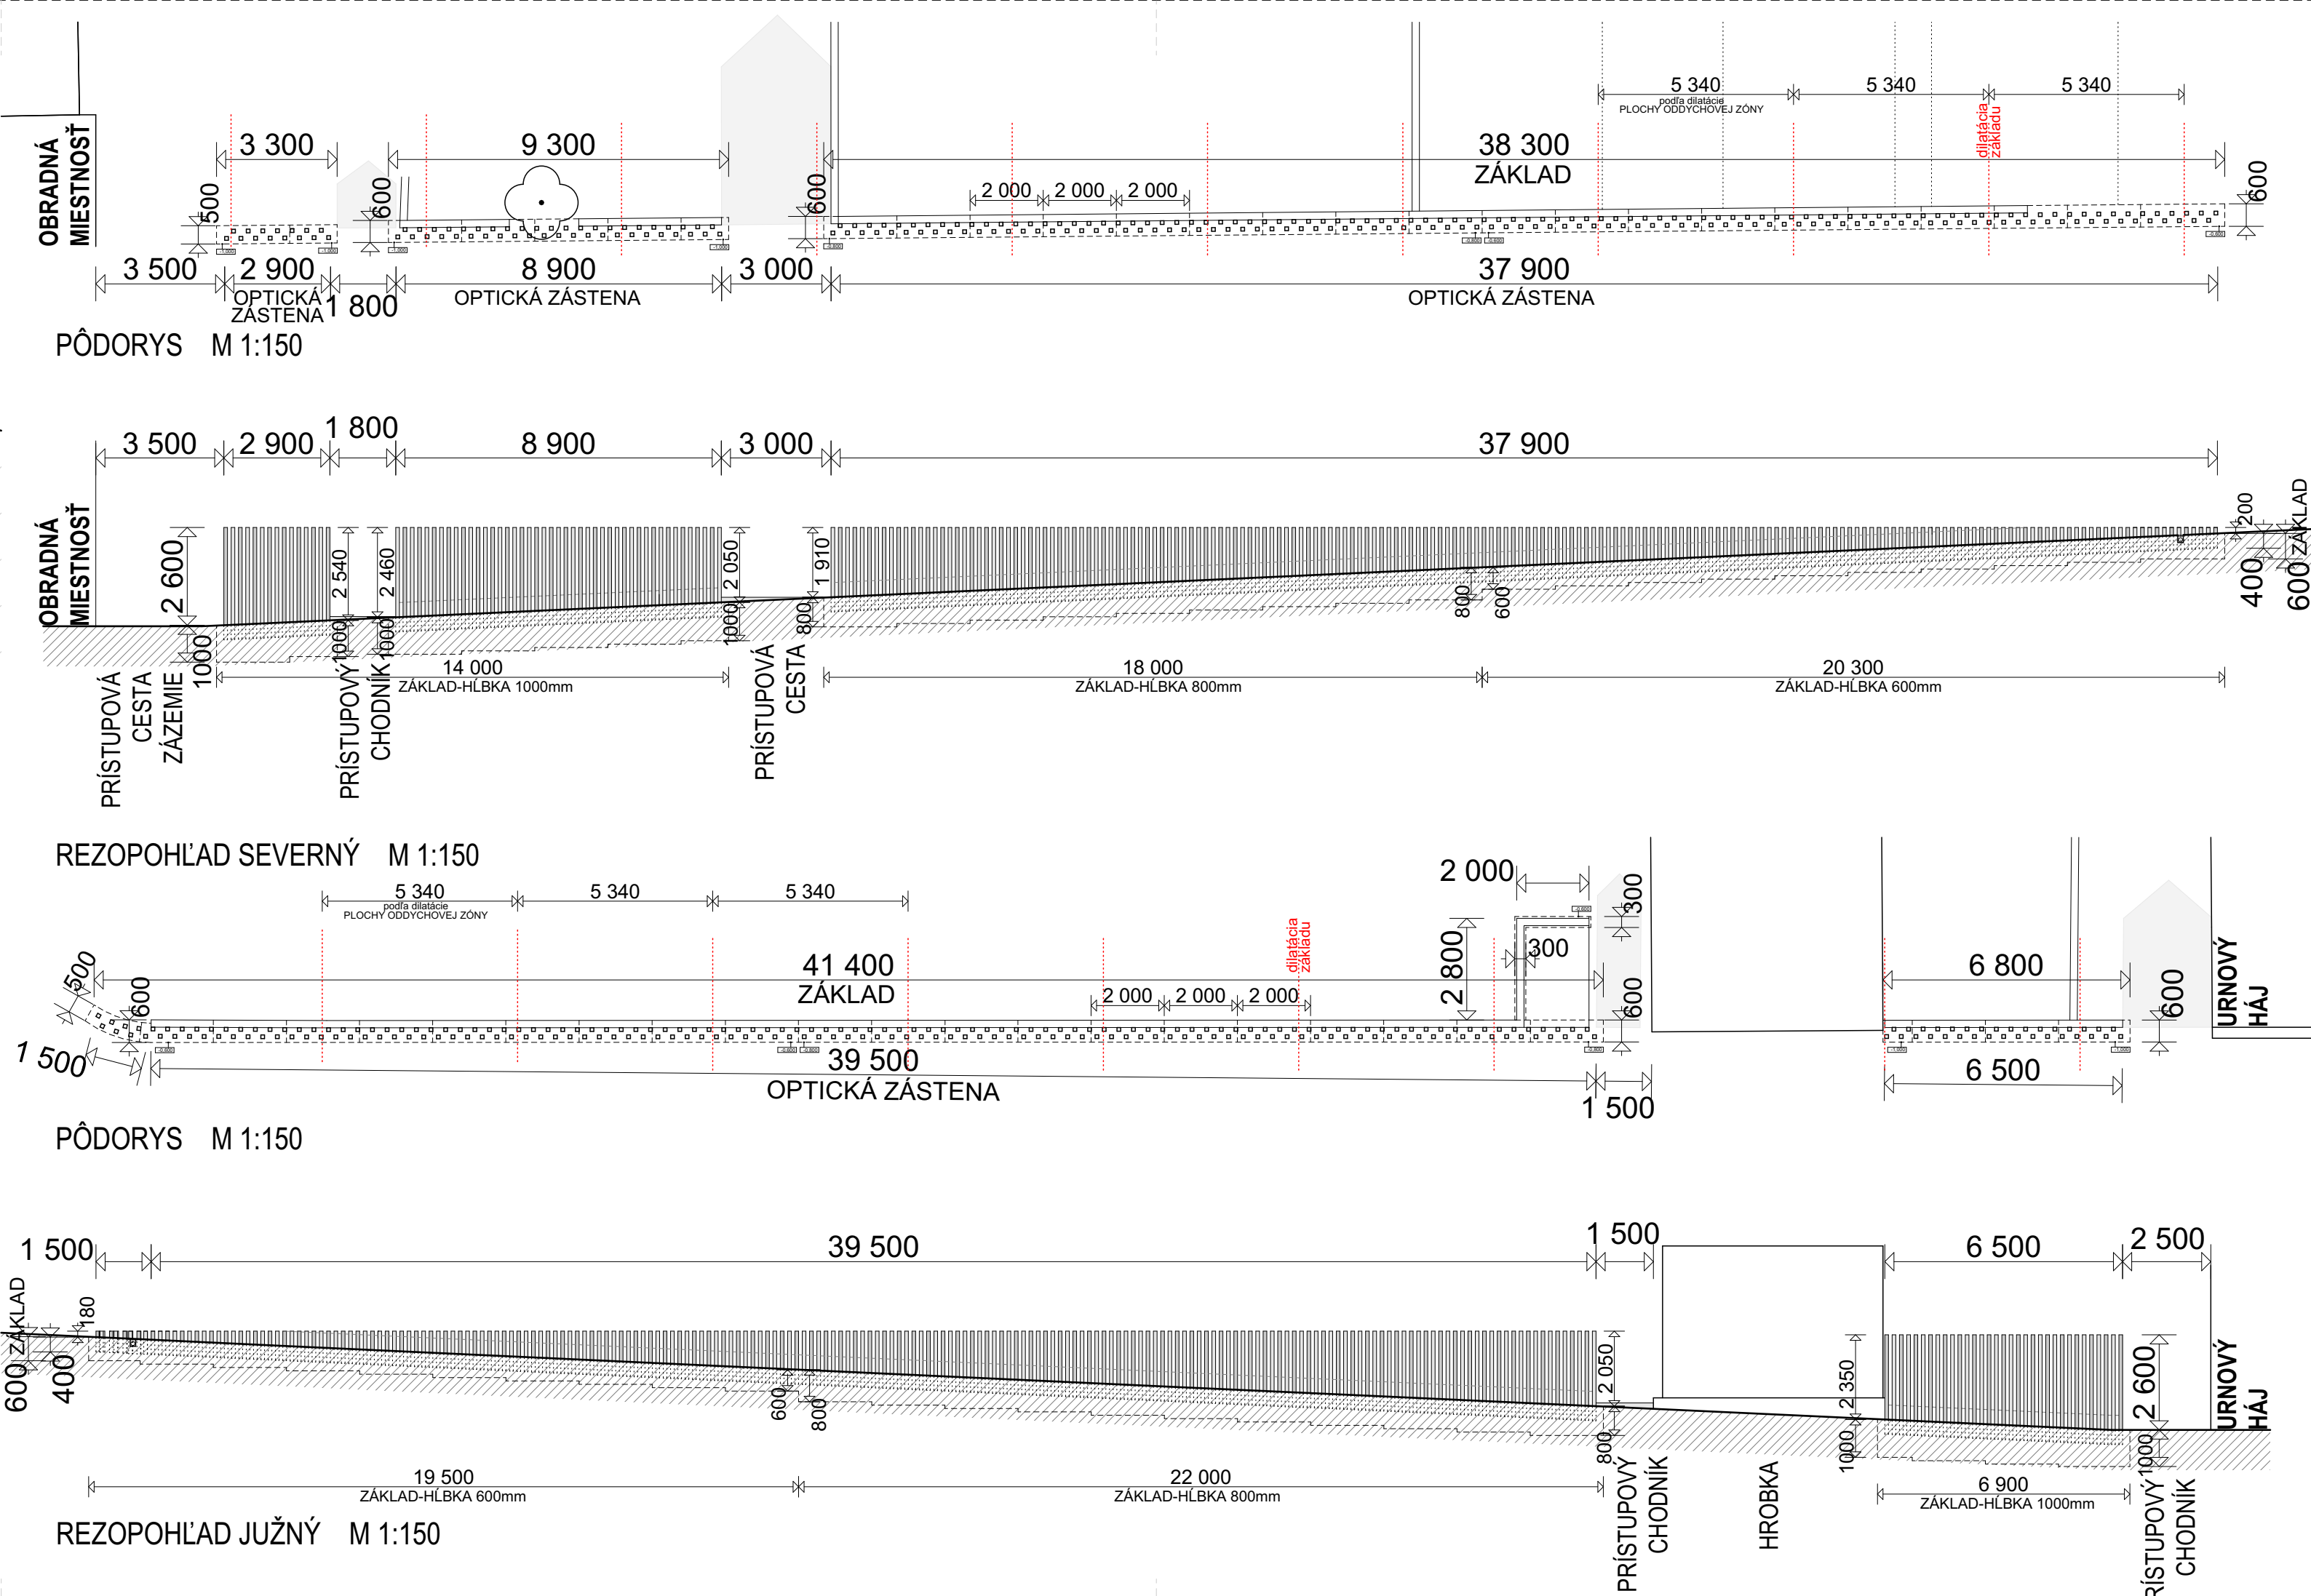 5 340
5 340
5 340
podľa dilatácie
PLOCHY ODDYCHOVEJ ZÓNY
dilatácia
základu
OBRADNÁ
MIESTNOSŤ
3 300
9 300
38 300
ZÁKLAD
500
600
600
2 000
2 000
2 000
600
3 500
2 900
1 800
8 900
3 000
37 900
OPTICKÁ
ZÁSTENA
OPTICKÁ ZÁSTENA
OPTICKÁ ZÁSTENA
PÔDORYS M 1:150
3 500
2 900
1 800
8 900
3 000
37 900
OBRADNÁ
MIESTNOSŤ
2 600
2 540
2 460
2 050
1 910
200
ZÁKLAD
400
600
1000
1000
1000
1000
800
800
600
14 000
ZÁKLAD-HĹBKA 1000mm
18 000
ZÁKLAD-HĹBKA 800mm
20 300
ZÁKLAD-HĹBKA 600mm
PRÍSTUPOVÁ
CESTA
ZÁZEMIE
PRÍSTUPOVÝ
CHODNÍK
PRÍSTUPOVÁ
CESTA
REZOPOHĽAD SEVERNÝ M 1:150
5 340
5 340
5 340
podľa dilatácie
PLOCHY ODDYCHOVEJ ZÓNY
2 000
300
2 800
300
dilatácia
základu
500
600
41 400
ZÁKLAD
2 000
2 000
2 000
600
6 800
600
URNOVÝ
HÁJ
1 500
39 500
OPTICKÁ ZÁSTENA
1 500
6 500
PÔDORYS M 1:150
1 500
39 500
1 500
6 500
2 500
ZÁKLAD
180
600
400
600
800
2 050
800
2 350
1000
2 600
1000
URNOVÝ
HÁJ
19 500
ZÁKLAD-HĹBKA 600mm
22 000
ZÁKLAD-HĹBKA 800mm
6 900
ZÁKLAD-HĹBKA 1000mm
PRÍSTUPOVÝ
CHODNÍK
HROBKA
CHODNÍK
REZOPOHĽAD JUŽNÝ M 1:150